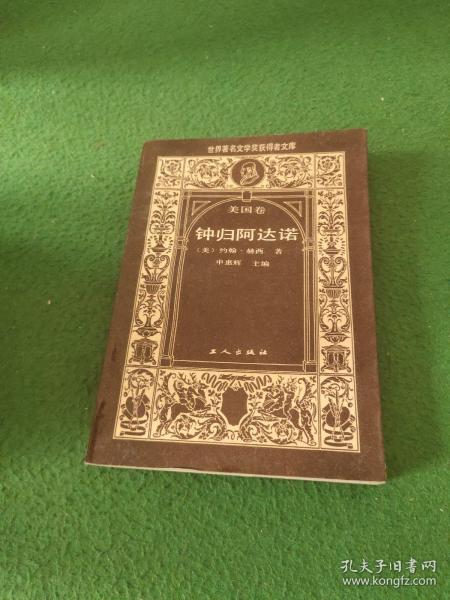 世界著名文学奖获得者文库
美国卷
钟归阿达诺
（美）约翰·赫西 著
申惠辉 主编
工人出版社
孔夫子旧书网
www.kongfz.com